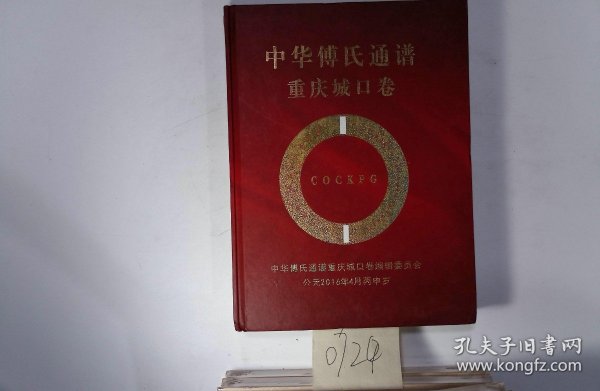 中华傅氏通谱
重庆城口卷
COCKFG
中华傅氏通谱重庆城口卷编辑委员会
公元2016年4月丙申岁
0724
孔夫子旧书网
www.kongfz.com